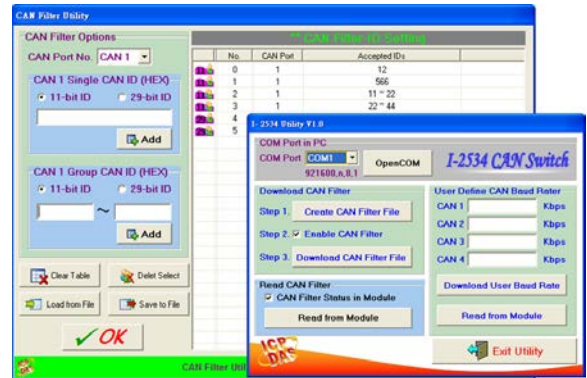 CAN Filter Utility
CAN Filter Options
CAN Port No. CAN 1
CAN 1 Single CAN ID (HEX)
11-bit ID 29-bit ID
Add
CAN 1 Group CAN ID (HEX)
11-bit ID 29-bit ID
~
Add
Clear Table Delet Select
Load from File Save to File
OK
** CAN Filter-ID Setting
No. CAN Port Accepted IDs
0 1 12
1 1 566
2 1 11 ~ 22
3 1 22 ~ 44
4
5
CAN Filter Util
I-2534 Utility V1.0
COM Port in PC
COM Port COM1 OpenCOM
921600,n,8,1
I-2534 CAN Switch
Download CAN Filter
Step 1. Create CAN Filter File
Step 2. Enable CAN Filter
Step 3. Download CAN Filter File
Read CAN Filter
CAN Filter Status in Module
Read from Module
User Define CAN Baud Rater
CAN 1 Kbps
CAN 2 Kbps
CAN 3 Kbps
CAN 4 Kbps
Download User Baud Rate
Read from Module
ICP DAS
Exit Utility